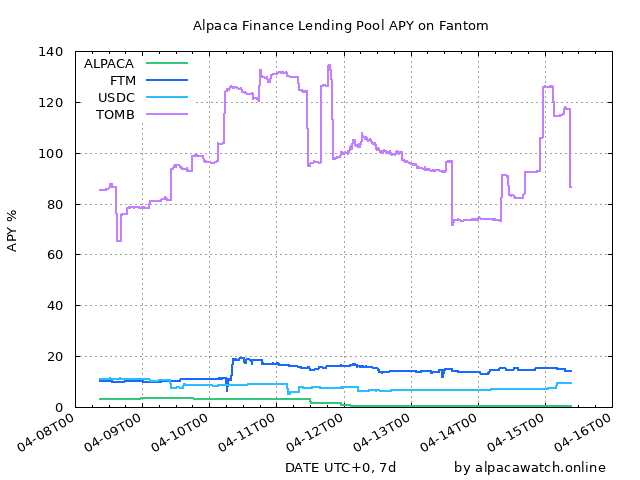 Alpaca Finance Lending Pool APY on Fantom
140
120
100
80
60
40
20
0
APY %
ALPACA
FTM
USDC
TOMB
04-08T00
04-09T00
04-10T00
04-11T00
04-12T00
04-13T00
04-14T00
04-15T00
04-16T00
DATE UTC+0, 7d
by alpacawatch.online